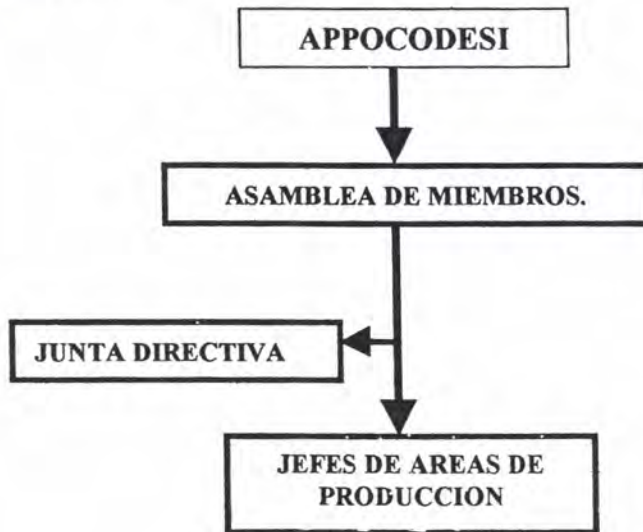 APPOCODESI
ASAMBLEA DE MIEMBROS.
JUNTA DIRECTIVA
JEFES DE AREAS DE
PRODUCCION